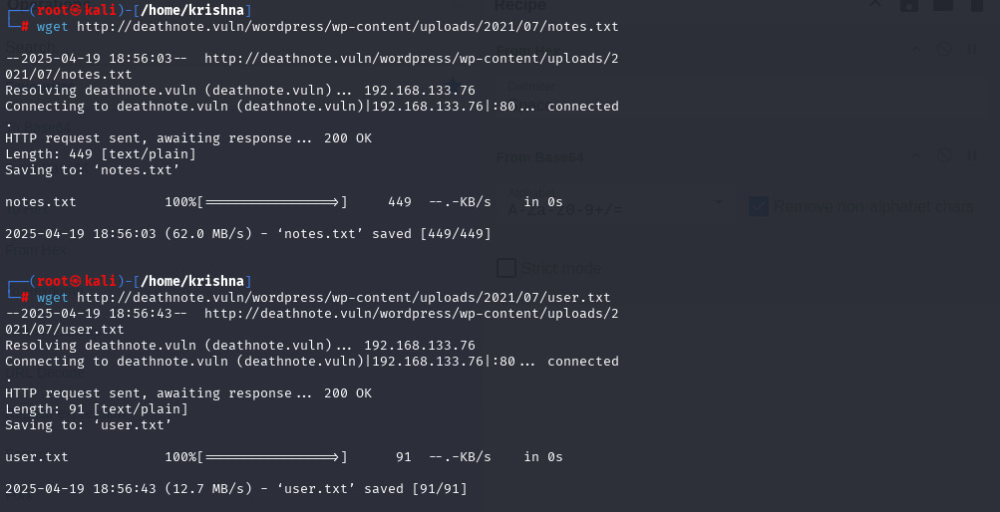 ┌──(root㉿kali)-[/home/krishna]
└─# wget http://deathnote.vuln/wordpress/wp-content/uploads/2021/07/notes.txt
--2025-04-19 18:56:03--  http://deathnote.vuln/wordpress/wp-content/uploads/2
021/07/notes.txt
Resolving deathnote.vuln (deathnote.vuln)... 192.168.133.76
Connecting to deathnote.vuln (deathnote.vuln)|192.168.133.76|:80... connected
.
HTTP request sent, awaiting response... 200 OK
Length: 449 [text/plain]
Saving to: ‘notes.txt’
notes.txt            100%[================>]     449  --.-KB/s    in 0s
2025-04-19 18:56:03 (62.0 MB/s) - ‘notes.txt’ saved [449/449]
┌──(root㉿kali)-[/home/krishna]
└─# wget http://deathnote.vuln/wordpress/wp-content/uploads/2021/07/user.txt
--2025-04-19 18:56:43--  http://deathnote.vuln/wordpress/wp-content/uploads/2
021/07/user.txt
Resolving deathnote.vuln (deathnote.vuln)... 192.168.133.76
Connecting to deathnote.vuln (deathnote.vuln)|192.168.133.76|:80... connected
.
HTTP request sent, awaiting response... 200 OK
Length: 91 [text/plain]
Saving to: ‘user.txt’
user.txt             100%[================>]      91  --.-KB/s    in 0s
2025-04-19 18:56:43 (12.7 MB/s) - ‘user.txt’ saved [91/91]
Recipe
From Hex
Delimiter
From Base64
Alphabet
A-Za-z0-9+/=
Remove non-alphabet chars
Strict mode